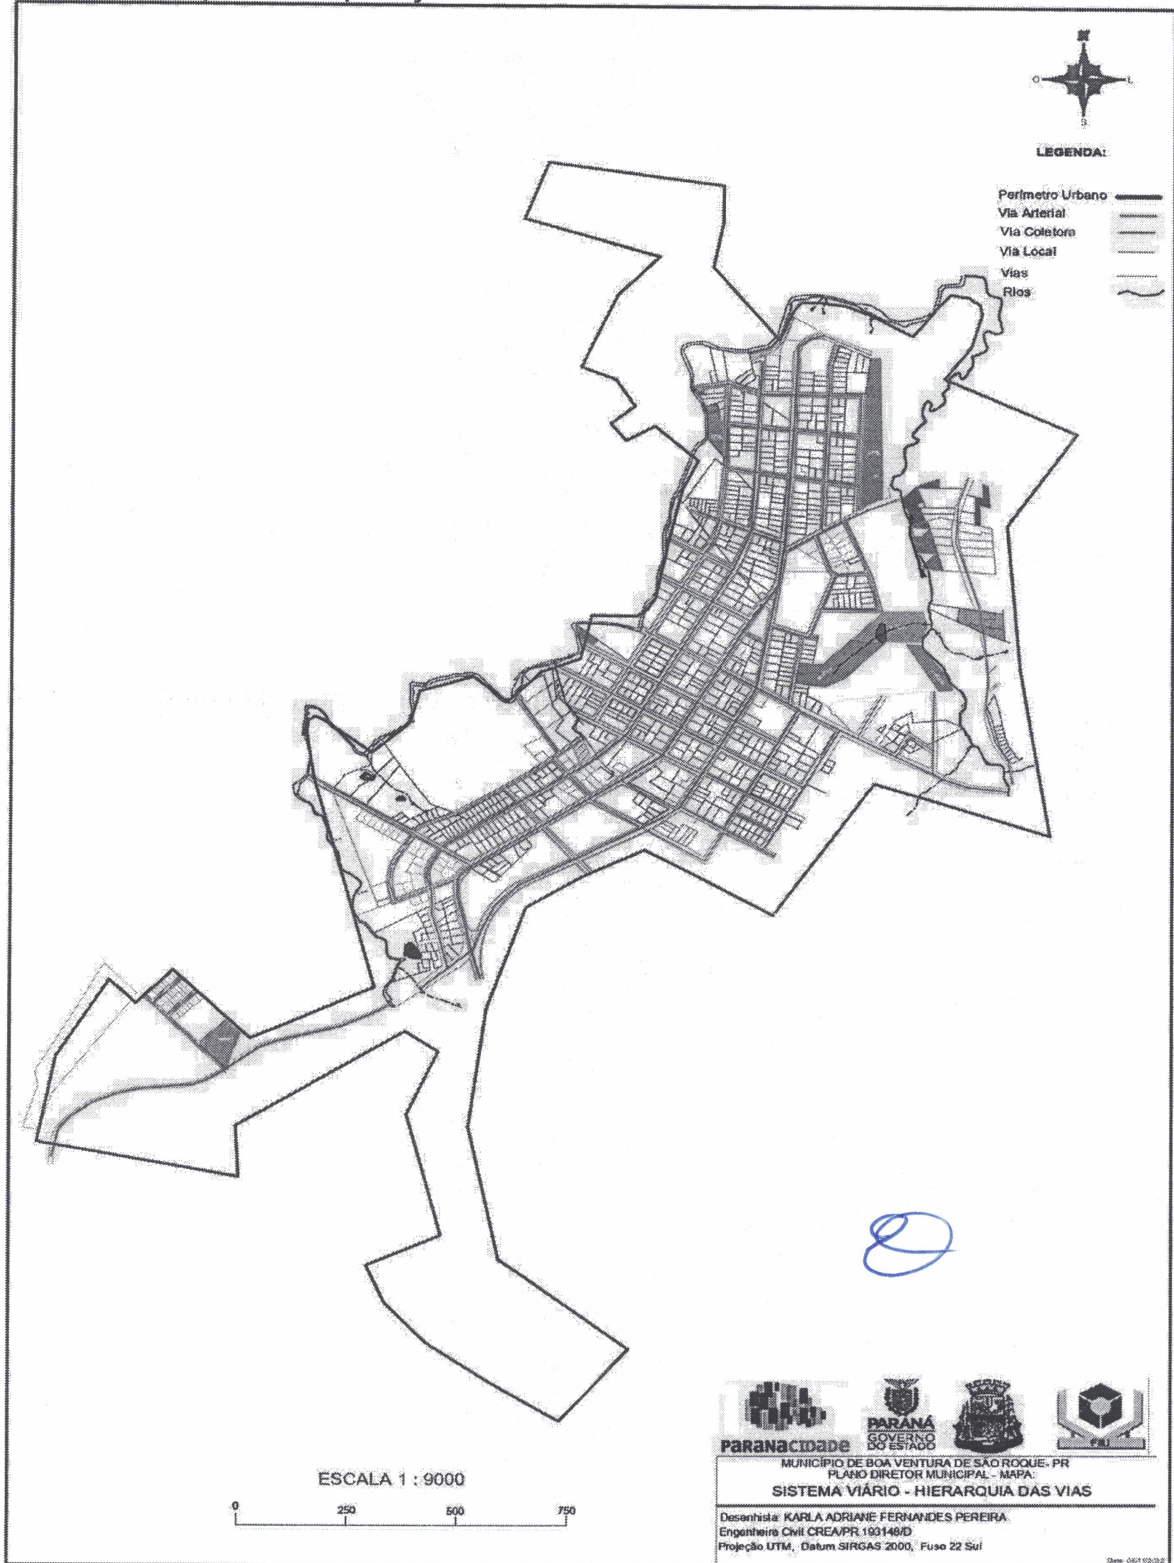 N
O
L
S
LEGENDA:
Perímetro Urbano
Via Arterial
Via Coletora
Via Local
Vias
Rios
PARANACIDADE
PARANÁ
GOVERNO
DO ESTADO
MUNICÍPIO DE BOA VENTURA DE SÃO ROQUE- PR
PLANO DIRETOR MUNICIPAL - MAPA:
SISTEMA VIÁRIO - HIERARQUIA DAS VIAS
ESCALA 1 : 9000
0
250
500
750
Desenhista: KARLA ADRIANE FERNANDES PEREIRA
Engenheira Civil CREA/PR 193148/D
Projeção UTM, Datum SIRGAS 2000, Fuso 22 Sul